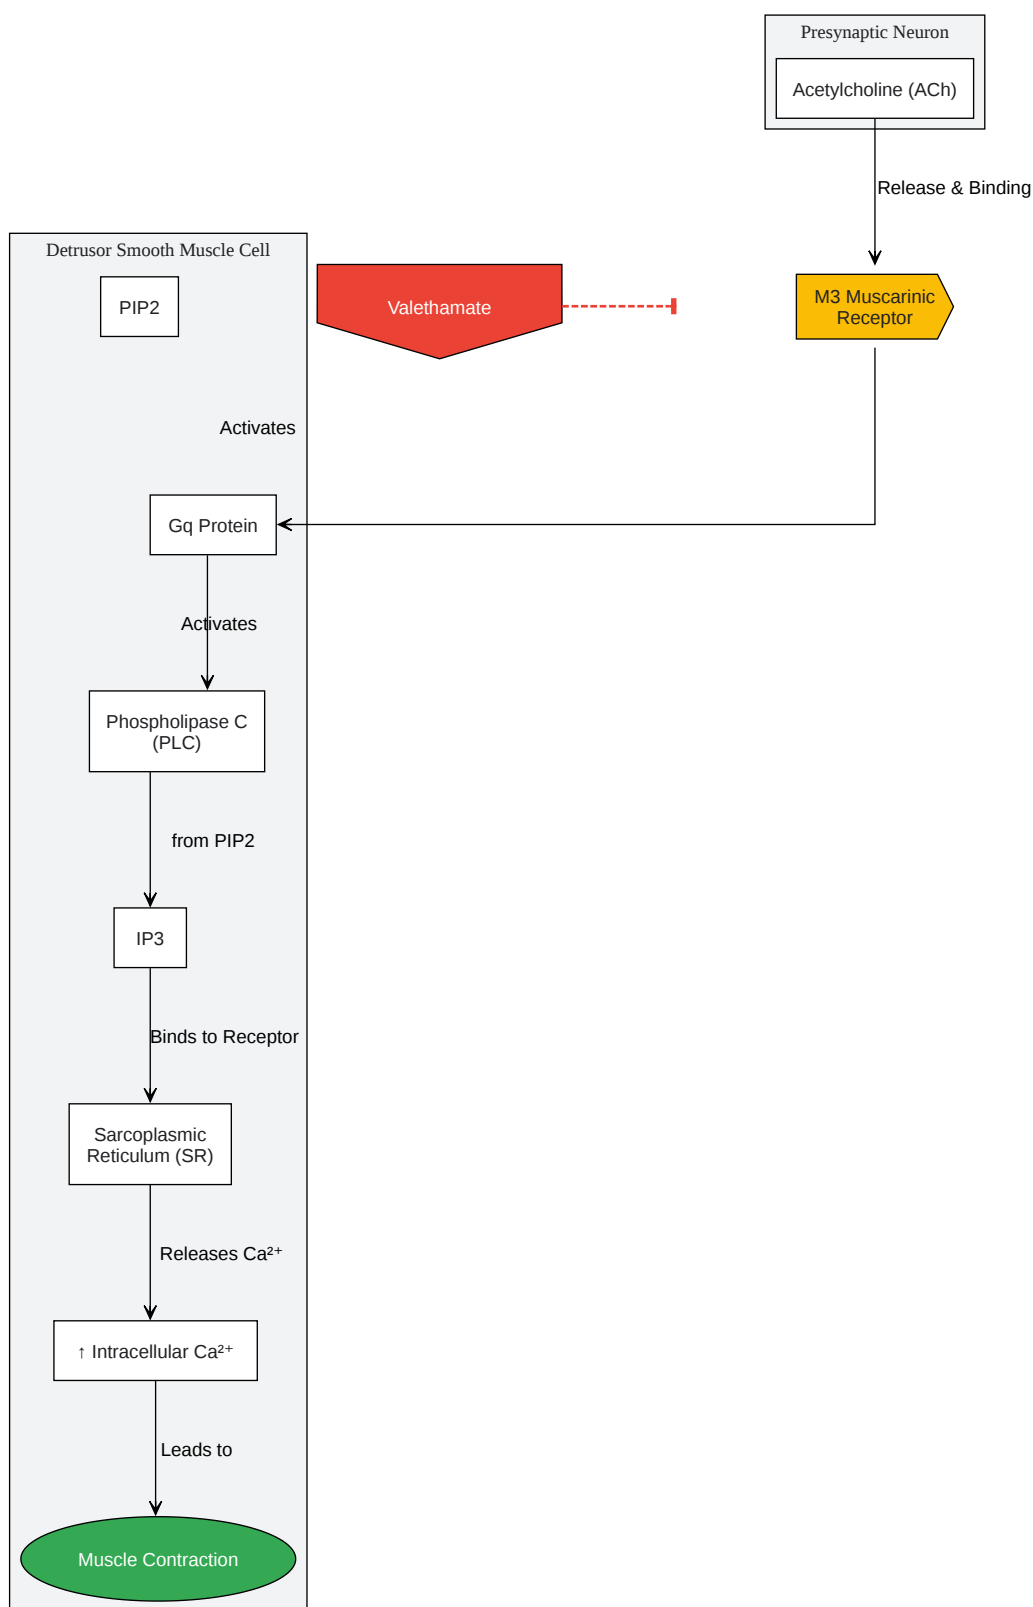 Presynaptic Neuron
Acetylcholine (ACh)
Release & Binding
Detrusor Smooth Muscle Cell
PIP2
Valethamate
M3 Muscarinic
Receptor
Activates
Gq Protein
Activates
Phospholipase C
(PLC)
from PIP2
IP3
Binds to Receptor
Sarcoplasmic
Reticulum (SR)
Releases Ca²⁺
↑ Intracellular Ca²⁺
Leads to
Muscle Contraction